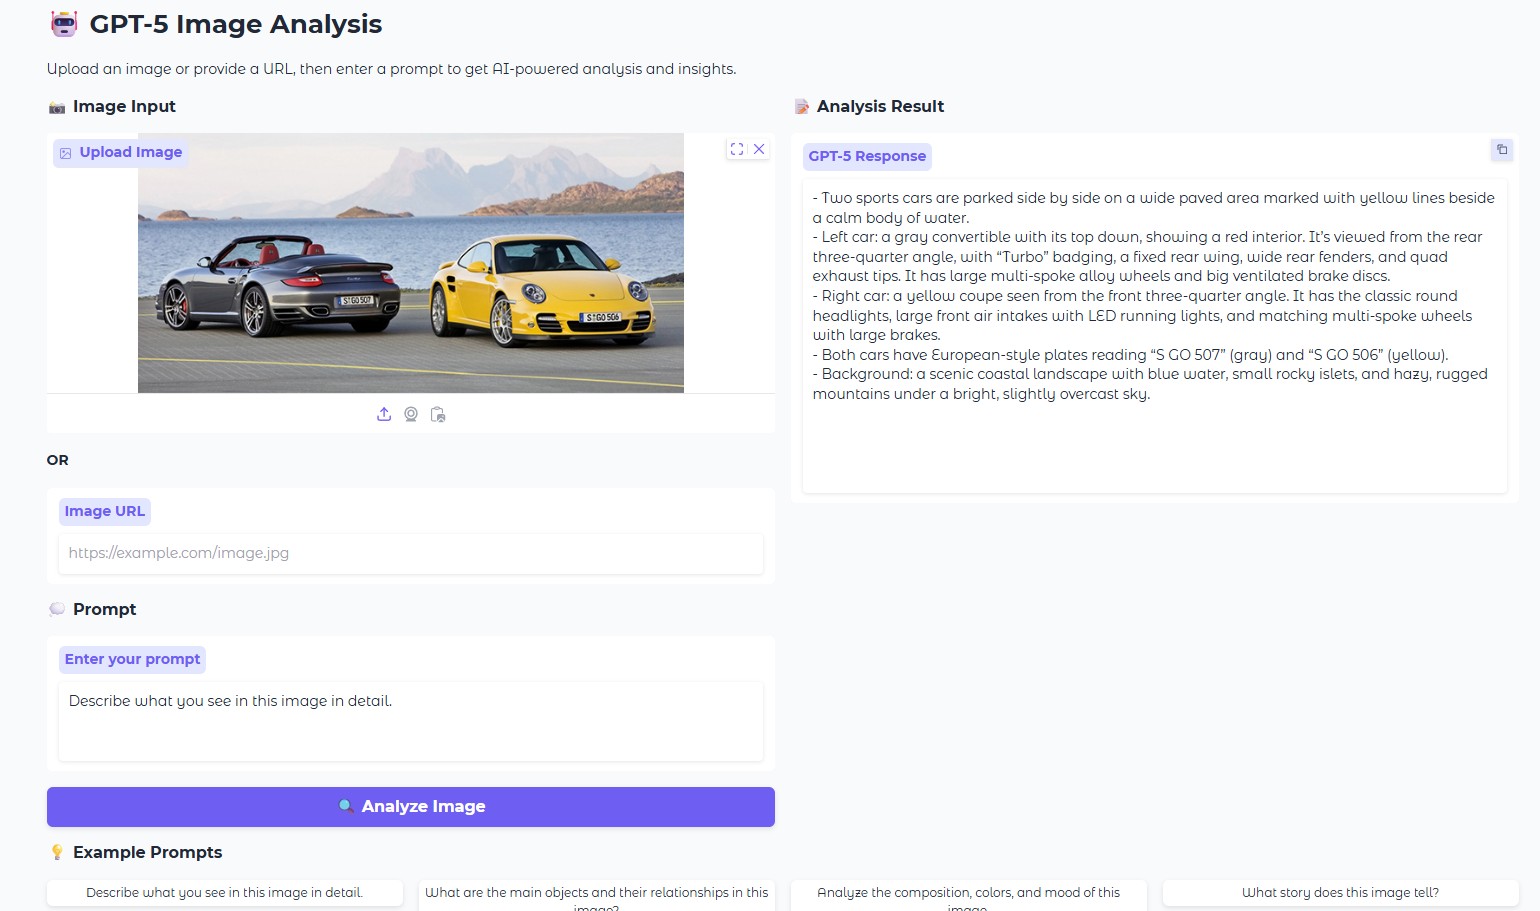 GPT-5 Image Analysis
Upload an image or provide a URL, then enter a prompt to get AI-powered analysis and insights.
Image Input
Upload Image
S GO 507
S GO 506
OR
Image URL
https://example.com/image.jpg
Prompt
Enter your prompt
Describe what you see in this image in detail.
Analyze Image
Analysis Result
GPT-5 Response
- Two sports cars are parked side by side on a wide paved area marked with yellow lines beside
a calm body of water.
- Left car: a gray convertible with its top down, showing a red interior. It’s viewed from the rear
three-quarter angle, with “Turbo” badging, a fixed rear wing, wide rear fenders, and quad
exhaust tips. It has large multi-spoke alloy wheels and big ventilated brake discs.
- Right car: a yellow coupe seen from the front three-quarter angle. It has the classic round
headlights, large front air intakes with LED running lights, and matching multi-spoke wheels
with large brakes.
- Both cars have European-style plates reading “S GO 507” (gray) and “S GO 506” (yellow).
- Background: a scenic coastal landscape with blue water, small rocky islets, and hazy, rugged
mountains under a bright, slightly overcast sky.
Example Prompts
Describe what you see in this image in detail.
What are the main objects and their relationships in this
image?
Analyze the composition, colors, and mood of this
image.
What story does this image tell?